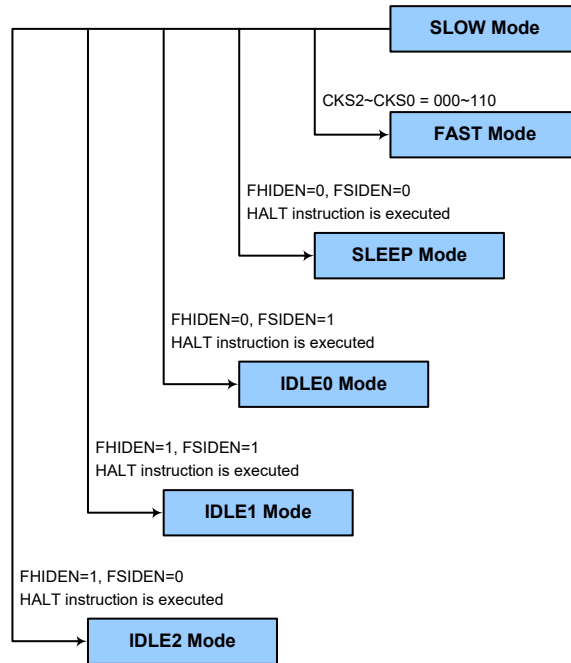 SLOW Mode
CKS2~CKS0 = 000~110
FAST Mode
FHIDEN=0, FSIDEN=0
HALT instruction is executed
SLEEP Mode
FHIDEN=0, FSIDEN=1
HALT instruction is executed
IDLE0 Mode
FHIDEN=1, FSIDEN=1
HALT instruction is executed
IDLE1 Mode
FHIDEN=1, FSIDEN=0
HALT instruction is executed
IDLE2 Mode